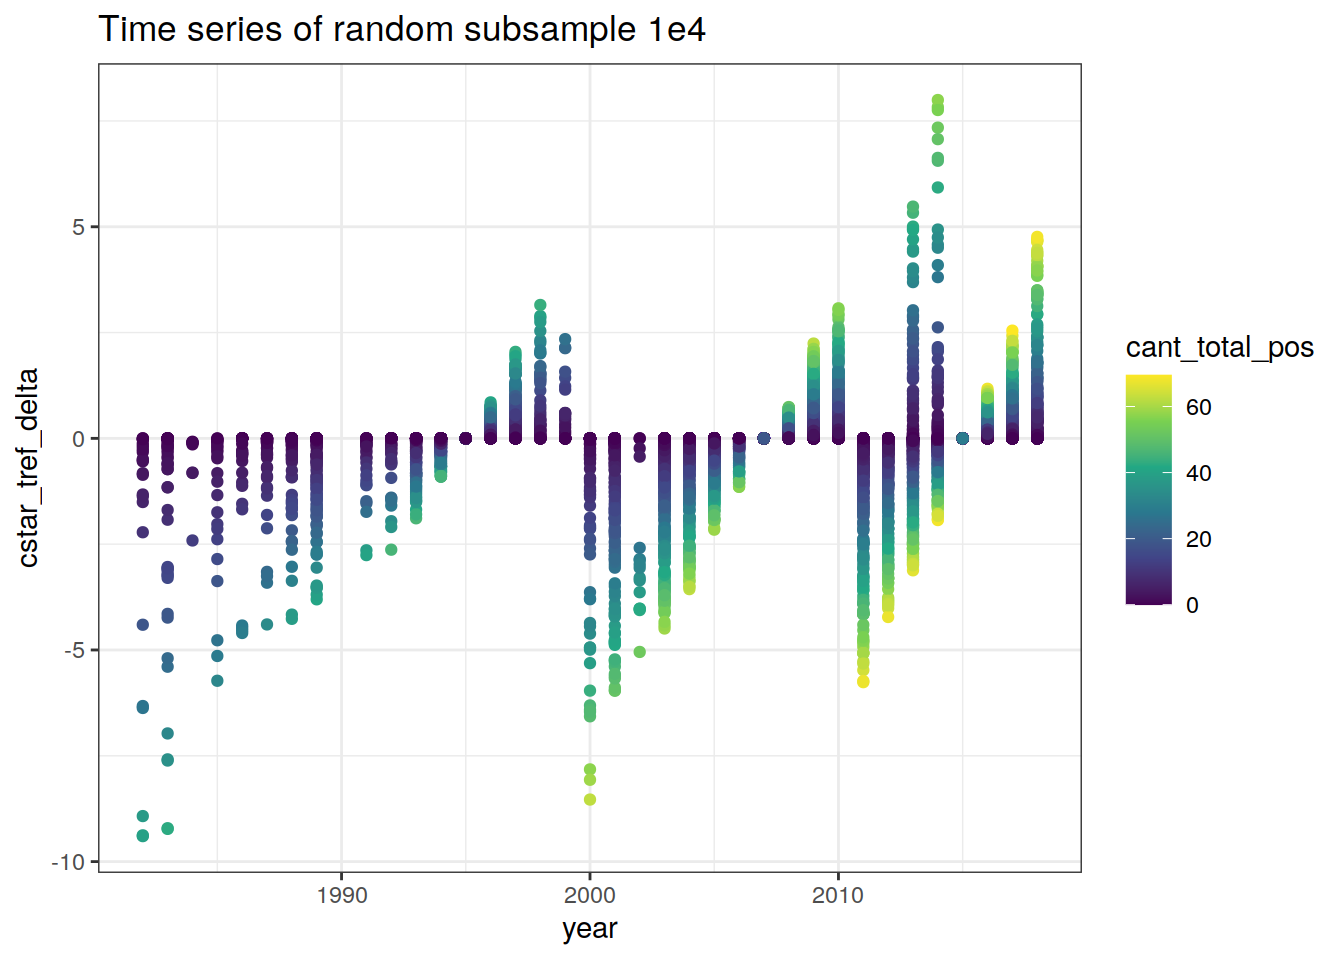 Time series of random subsample 1e4
cstar_tref_delta
5
0
-5
-10
1990
2000
2010
year
cant_total_pos
60
40
20
0